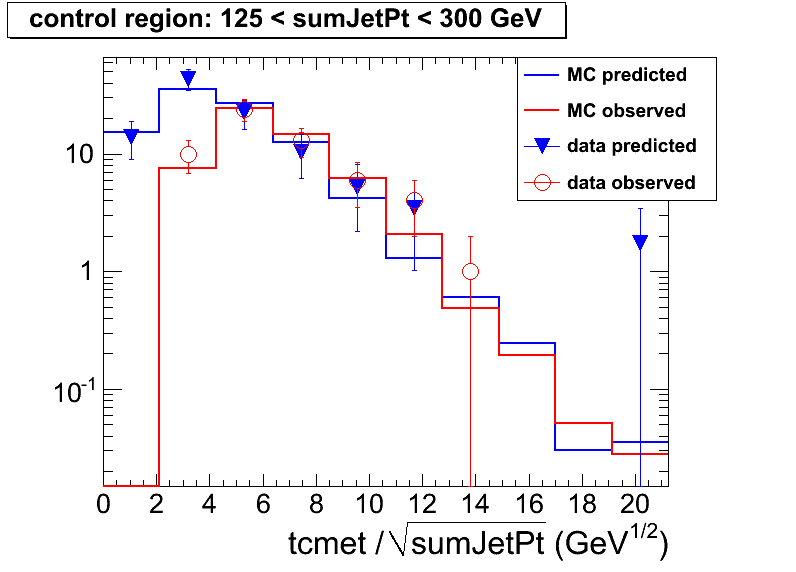 control region: 125 < sumJetPt < 300 GeV
MC predicted
MC observed
data predicted
data observed
10
1
10⁻¹
0 2 4 6 8 10 12 14 16 18 20
tcmet / √sumJetPt (GeV^1/2)